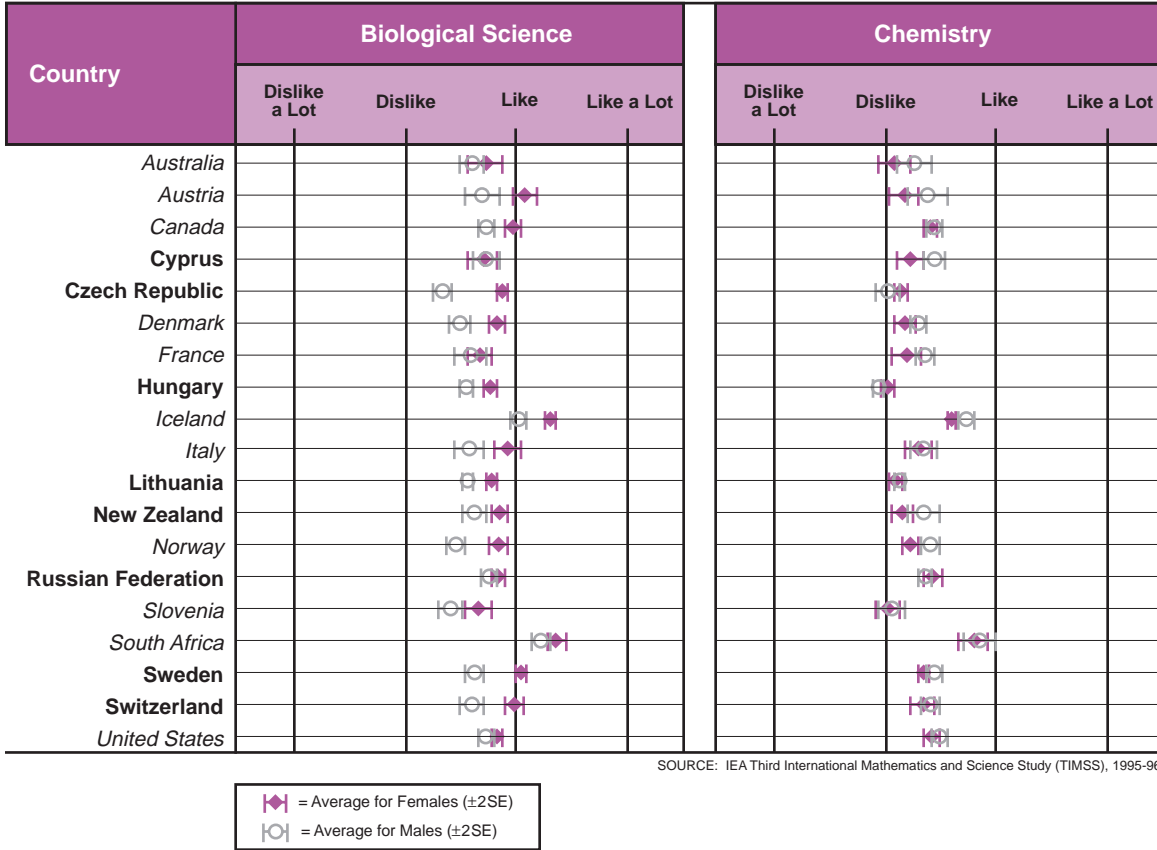 Country
Biological Science
Chemistry
Dislike a Lot
Dislike
Like
Like a Lot
Dislike a Lot
Dislike
Like
Like a Lot
Australia
Austria
Canada
Cyprus
Czech Republic
Denmark
France
Hungary
Iceland
Italy
Lithuania
New Zealand
Norway
Russian Federation
Slovenia
South Africa
Sweden
Switzerland
United States
SOURCE: IEA Third International Mathematics and Science Study (TIMSS), 1995-96
= Average for Females (±2SE)
= Average for Males (±2SE)